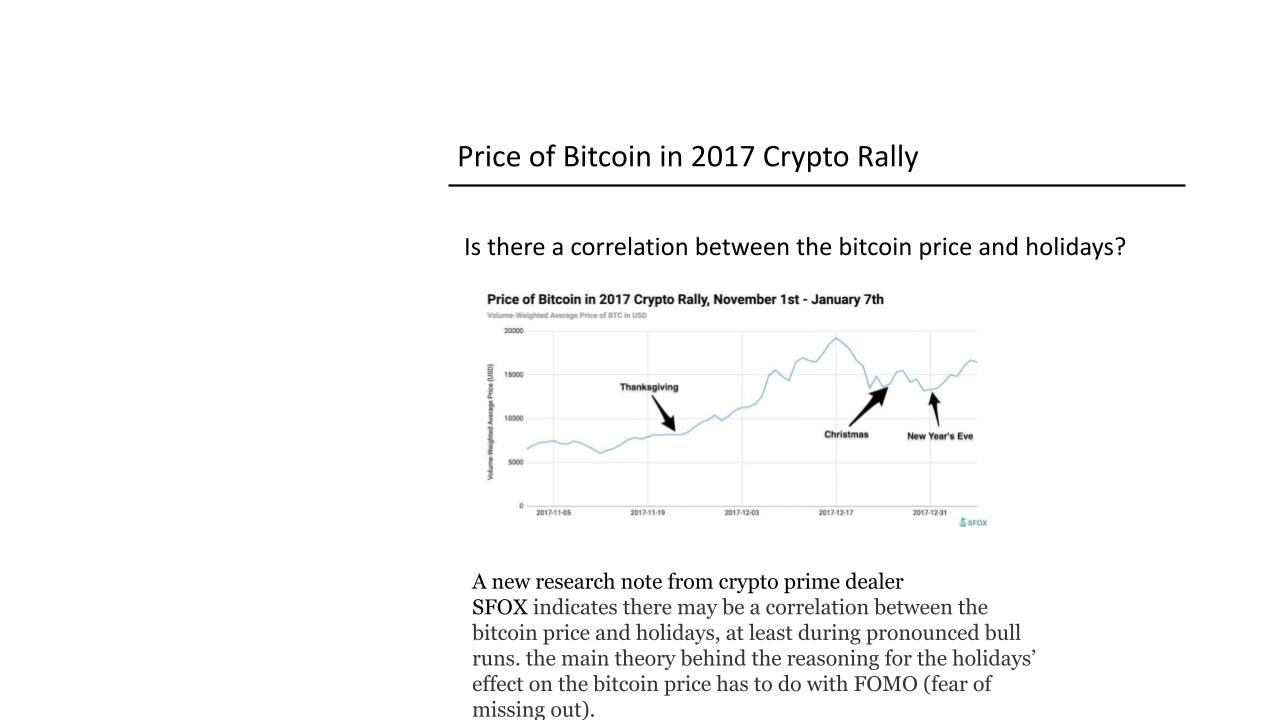 Price of Bitcoin in 2017 Crypto Rally
Is there a correlation between the bitcoin price and holidays?
Price of Bitcoin in 2017 Crypto Rally, November 1st - January 7th
Volume-Weighted Average Price of BTC in USD
Volume-Weighted Average Price (USD)
20000
15000
10000
5000
0
Thanksgiving
Christmas
New Year's Eve
2017-11-05
2017-11-19
2017-12-03
2017-12-17
2017-12-31
SFOX
A new research note from crypto prime dealer
SFOX indicates there may be a correlation between the
bitcoin price and holidays, at least during pronounced bull
runs. the main theory behind the reasoning for the holidays’
effect on the bitcoin price has to do with FOMO (fear of
missing out).